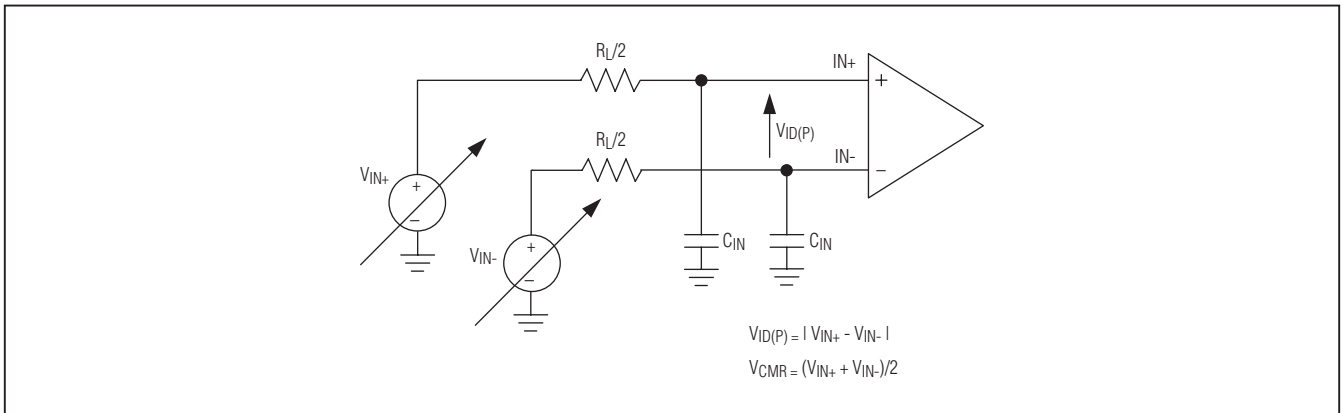 RL/2
IN+
+
VID(P)
RL/2
IN-
−
VIN+
+
−
VIN-
+
−
CIN
CIN
VID(P) = | VIN+ - VIN- |
VCMR = (VIN+ + VIN-)/2